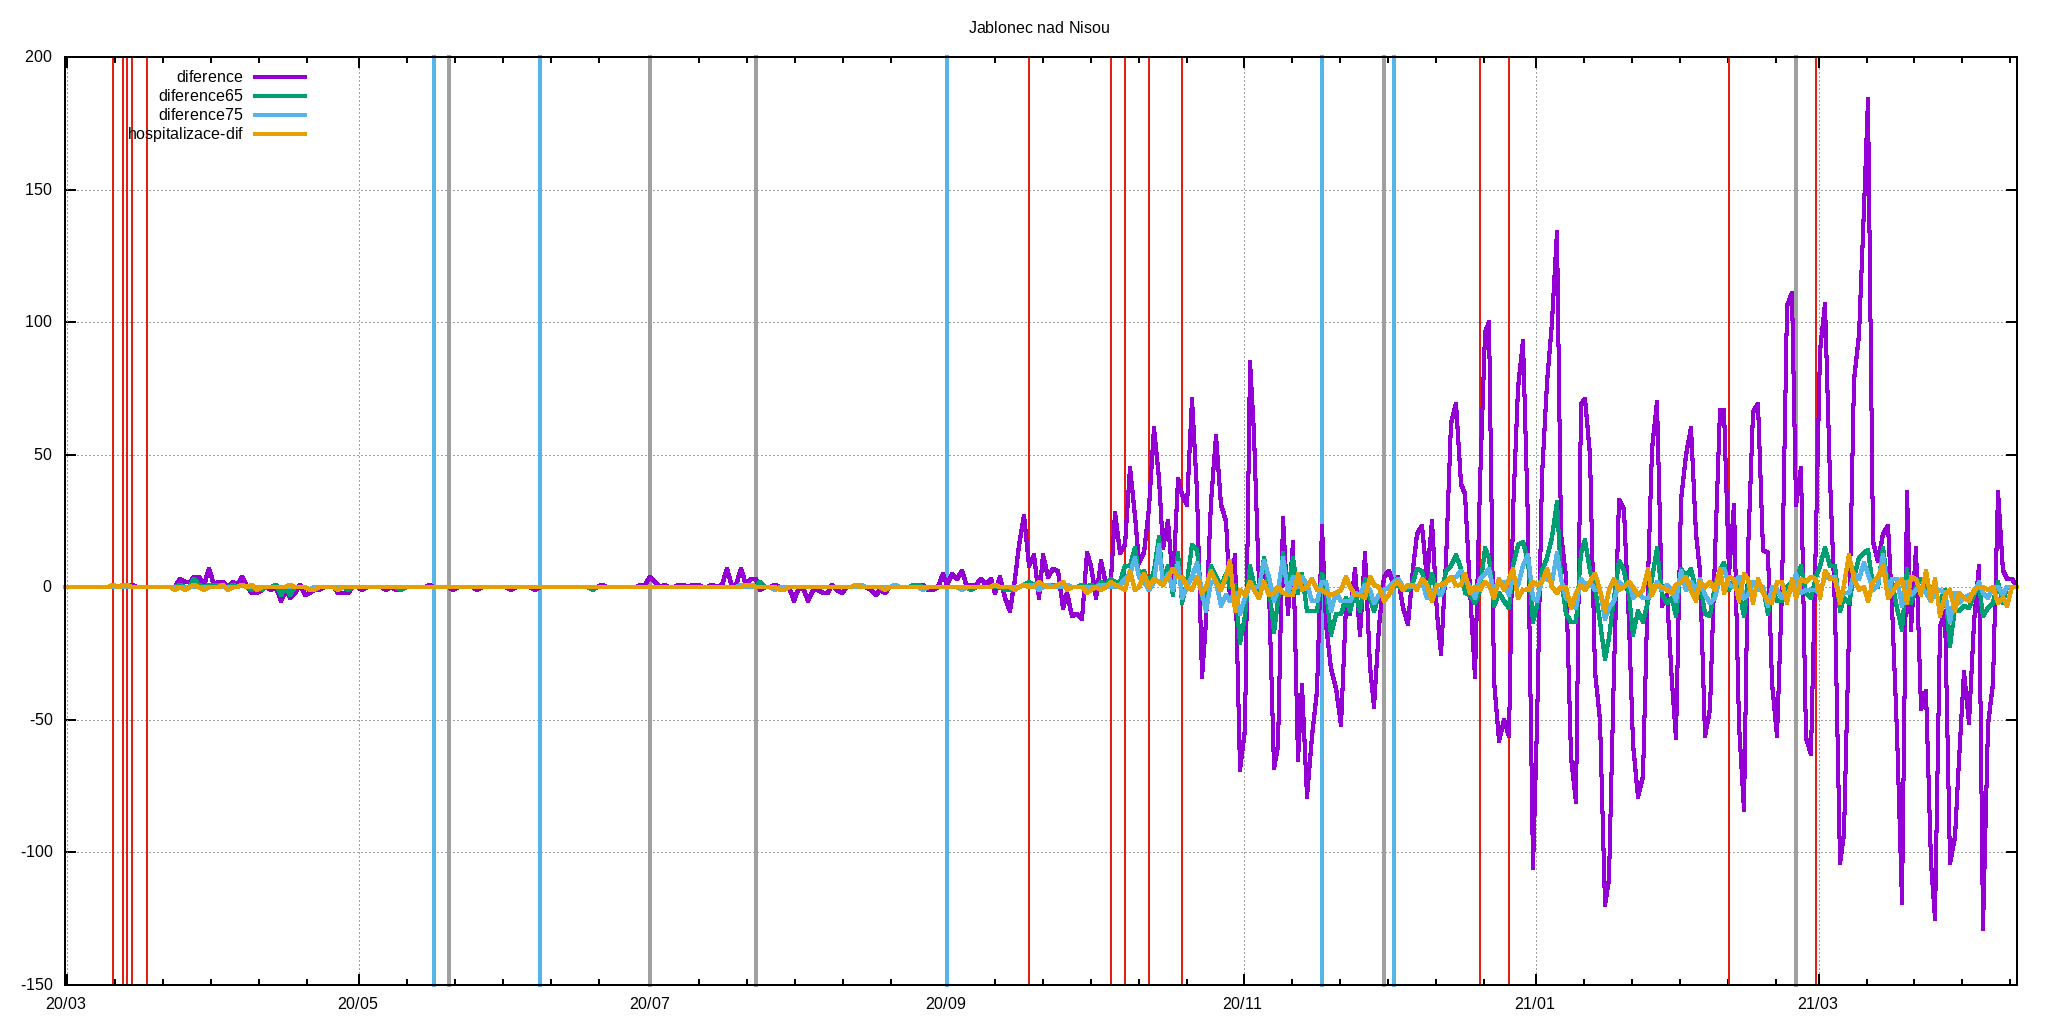 Jablonec nad Nisou
200
150
100
50
0
-50
-100
-150
diference
diference65
diference75
hospitalizace-dif
20/03 20/05 20/07 20/09 20/11 21/01 21/03